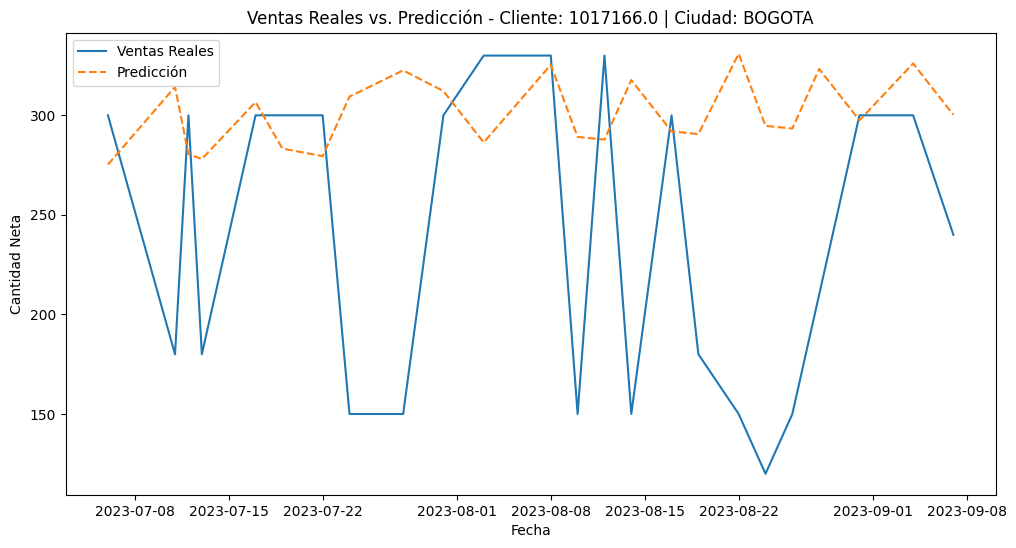 Ventas Reales vs. Predicción - Cliente: 1017166.0 | Ciudad: BOGOTA
Ventas Reales
Predicción
Cantidad Neta
300
250
200
150
2023-07-08
2023-07-15
2023-07-22
2023-08-01
2023-08-08
2023-08-15
2023-08-22
2023-09-01
2023-09-08
Fecha